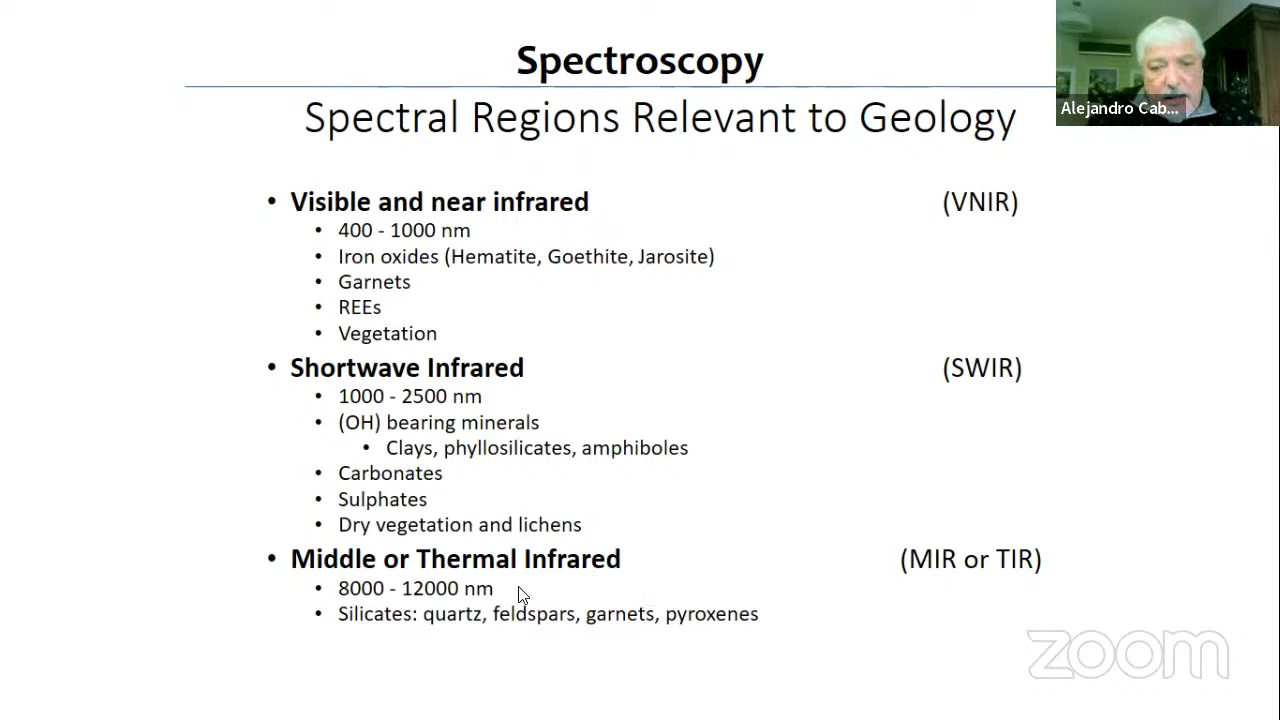 Spectroscopy
Spectral Regions Relevant to Geology
Alejandro Cab...
• Visible and near infrared (VNIR)
• 400 - 1000 nm
• Iron oxides (Hematite, Goethite, Jarosite)
• Garnets
• REEs
• Vegetation
• Shortwave Infrared (SWIR)
• 1000 - 2500 nm
• (OH) bearing minerals
• Clays, phyllosilicates, amphiboles
• Carbonates
• Sulphates
• Dry vegetation and lichens
• Middle or Thermal Infrared (MIR or TIR)
• 8000 - 12000 nm
• Silicates: quartz, feldspars, garnets, pyroxenes
zoom